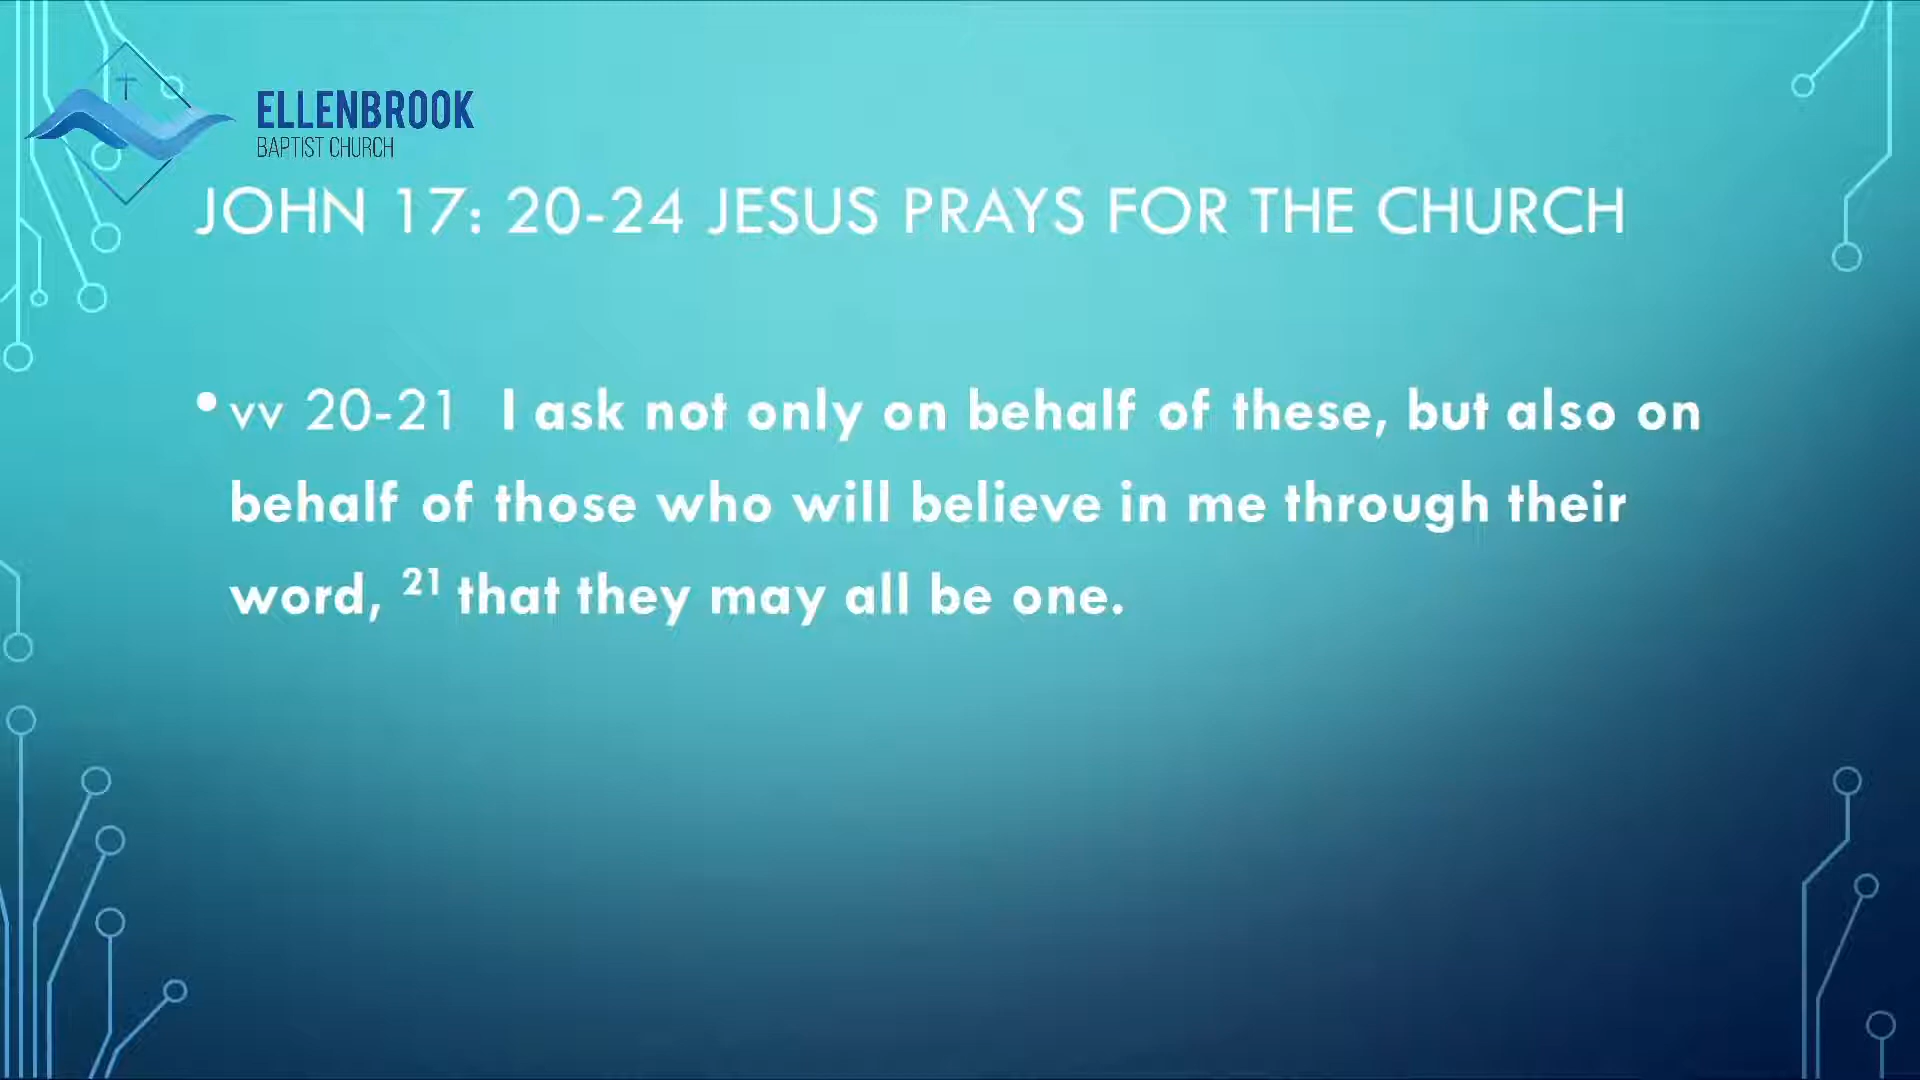 ELLENBROOK
BAPTIST CHURCH
JOHN 17: 20-24 JESUS PRAYS FOR THE CHURCH
• vv 20-21 I ask not only on behalf of these, but also on
behalf of those who will believe in me through their
word, 21 that they may all be one.